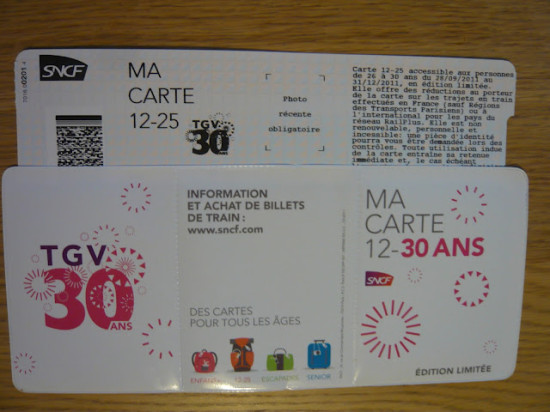 SNCF
MA
CARTE
12-25
TGV
30
ANS
Photo
récente
obligatoire
Carte 12-25 accessible aux personnes
de 26 à 30 ans du 28/09/2011 au
31/12/2011, en édition limitée.
Elle offre des réductions au porteur
de la carte sur les trajets en train
effectués en France (sauf Régions
des Transports Parisiens) ou à
l'international pour les pays du
réseau RailPlus. Elle est non
renouvelable, personnelle et
incessible: une pièce d'identité
pourra vous être demandée lors des
contrôles. Toute utilisation indue
de la carte entraîne sa retenue
immédiate et, le cas échéant
TGV
30
ANS
INFORMATION
ET ACHAT DE BILLETS
DE TRAIN :
www.sncf.com
DES CARTES
POUR TOUS LES ÂGES
ENFANT+ 12-25 ESCAPADES SENIOR
MA
CARTE
12-30 ANS
SNCF
ÉDITION LIMITÉE